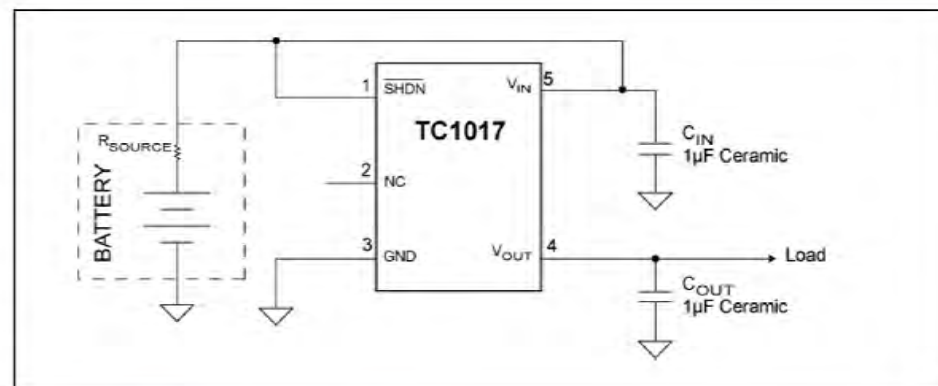 1 SHDN
VIN 5
TC1017
RSOURCE
BATTERY
2 NC
3 GND
VOUT 4
CIN
1µF Ceramic
Load
COUT
1µF Ceramic